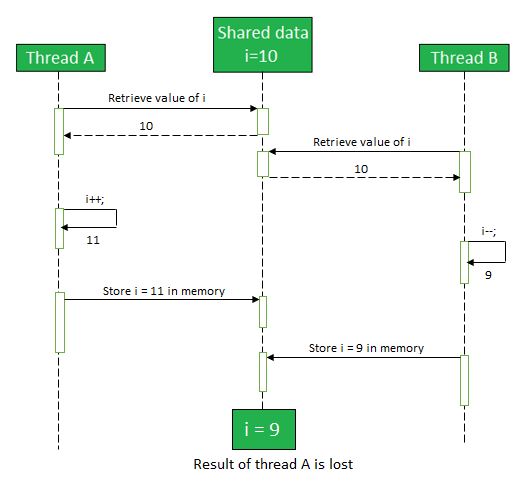 Shared data
i=10
Thread A
Thread B
Retrieve value of i
10
Retrieve value of i
10
i++;
11
i--;
9
Store i = 11 in memory
Store i = 9 in memory
i = 9
Result of thread A is lost